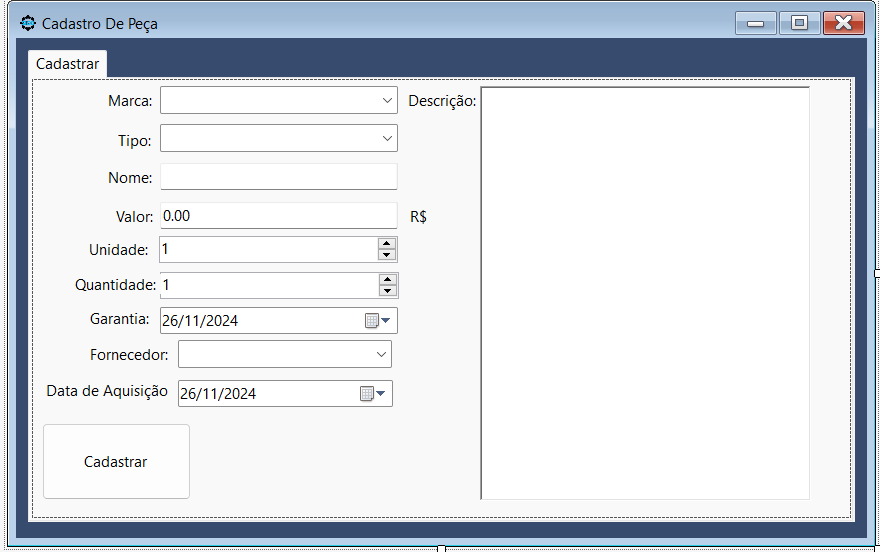 Cadastro De Peça
Cadastrar
Marca:
Descrição:
Tipo:
Nome:
Valor: 0.00 R$
Unidade: 1
Quantidade: 1
Garantia: 26/11/2024
Fornecedor:
Data de Aquisição 26/11/2024
Cadastrar